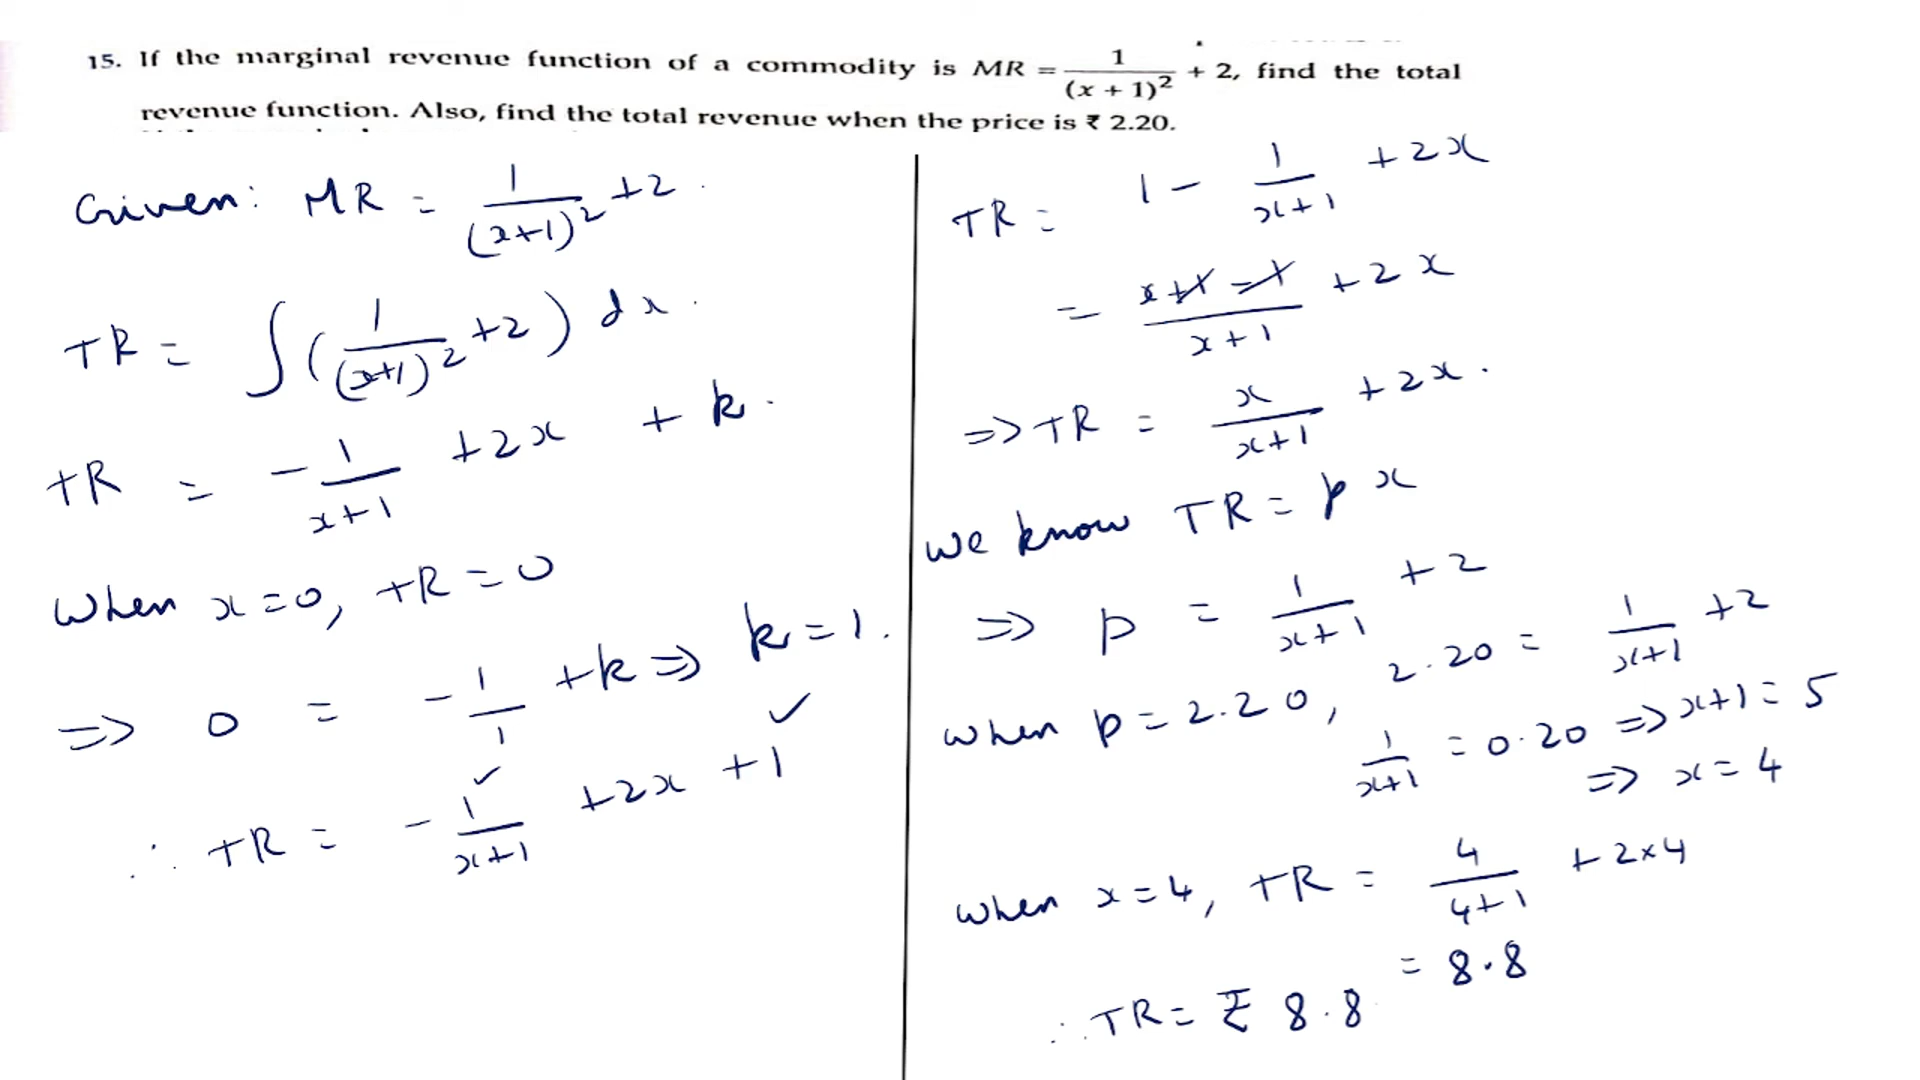 15. If the marginal revenue function of a commodity is MR = 1/(x + 1)² + 2, find the total
revenue function. Also, find the total revenue when the price is ₹ 2.20.
Given: MR = 1/(x+1)² +2.
TR = ∫(1/(x+1)² +2) dx.
TR = -1/(x+1) +2x + k.
When x=0, TR=0
=> 0 = -1/1 +k => k=1.
∴ TR = -1/(x+1) +2x +1
TR = 1 - 1/(x+1) +2x
= (x+1-1)/(x+1) +2x
=> TR = x/(x+1) +2x.
We know TR = px
=> p = 1/(x+1) +2
When p=2.20, 2.20 = 1/(x+1) +2
1/(x+1) = 0.20 => x+1=5
=> x=4
When x=4, TR = 4/(4+1) + 2×4
= 8.8
∴ TR = ₹ 8.8